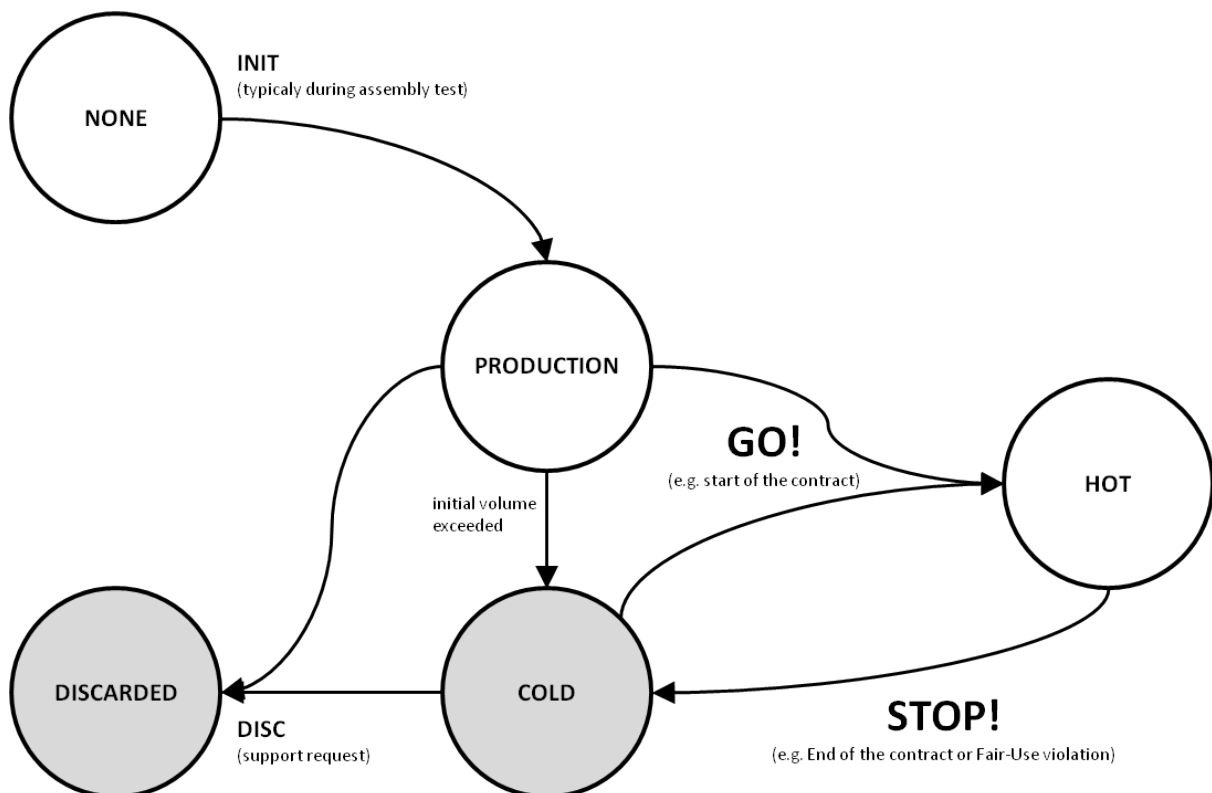 INIT
(typicaly during assembly test)
NONE
PRODUCTION
GO!
(e.g. start of the contract)
HOT
initial volume
exceeded
DISCARDED
COLD
DISC
(support request)
STOP!
(e.g. End of the contract or Fair-Use violation)